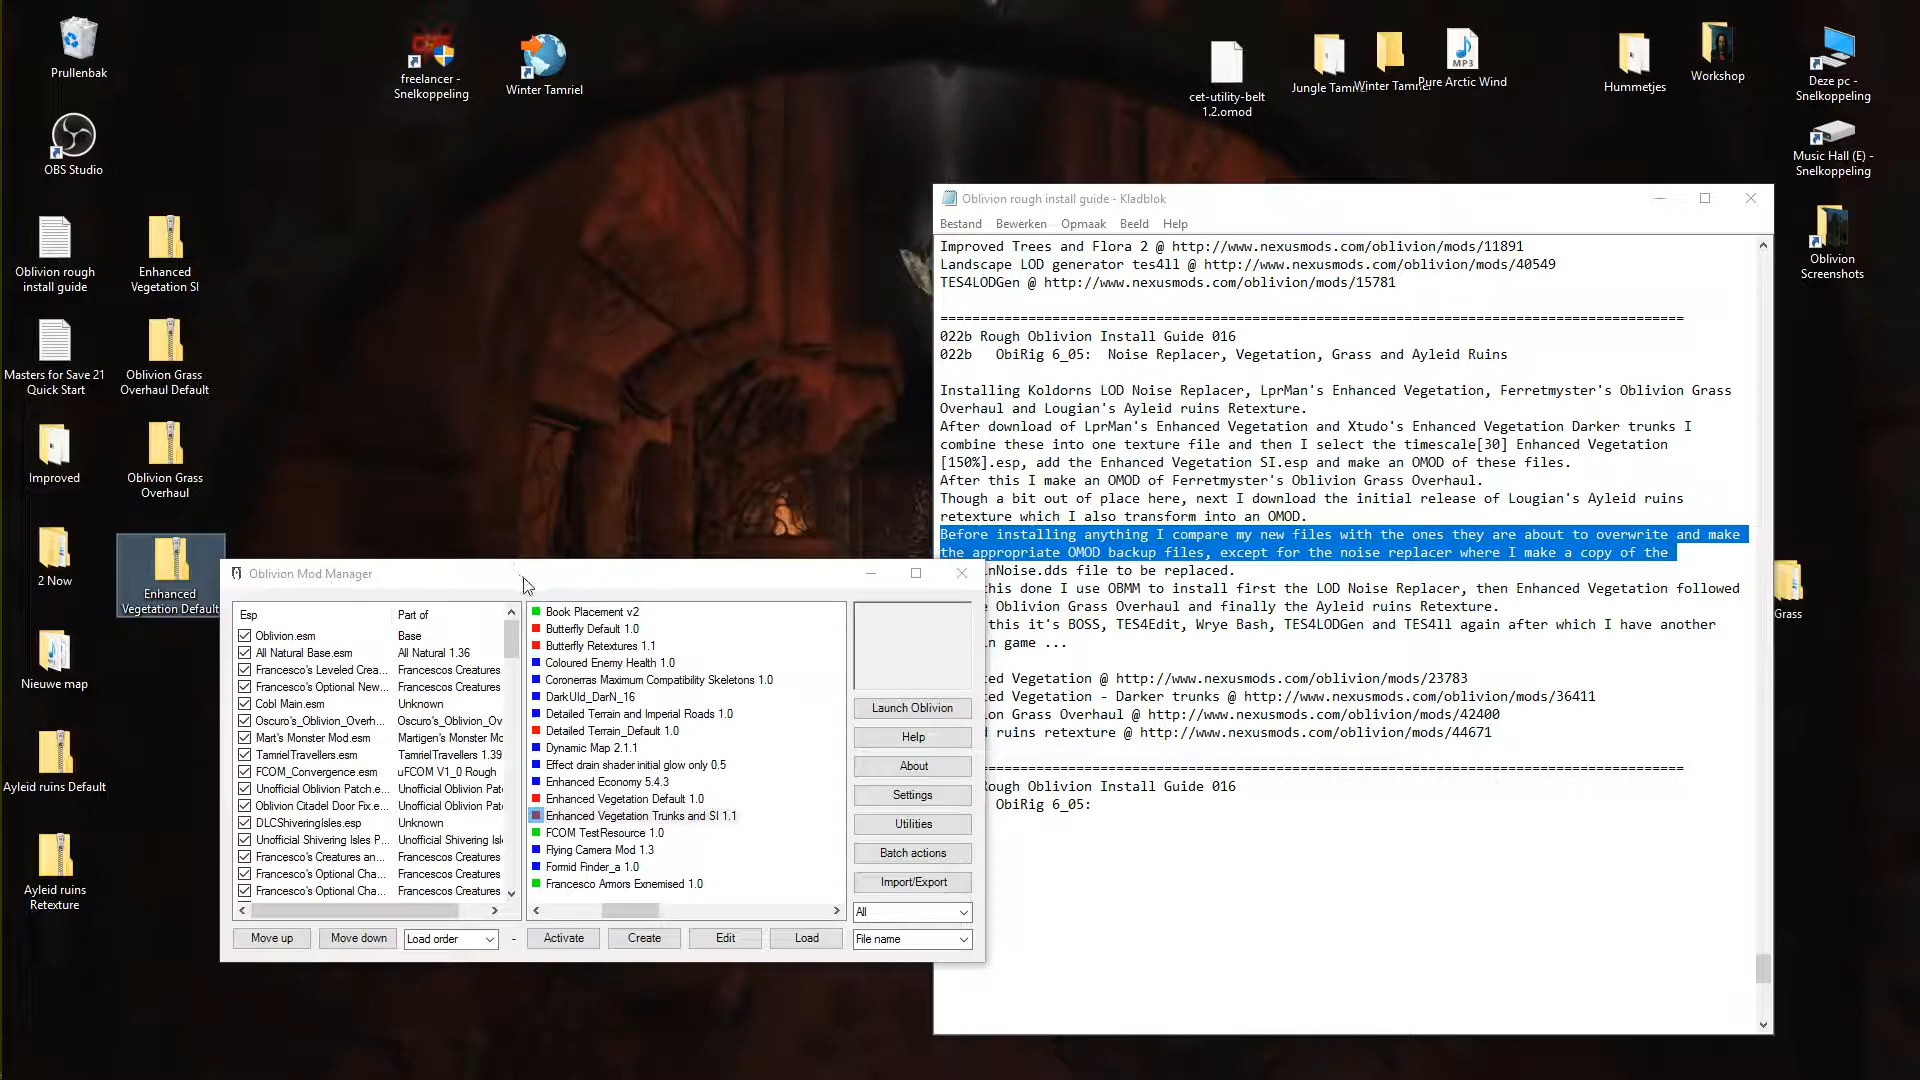 Prullenbak
OBS Studio
Oblivion rough
install guide
Enhanced
Vegetation SI
Masters for Save 21
Quick Start
Oblivion Grass
Overhaul Default
Improved
Oblivion Grass
Overhaul
2 Now
Enhanced
Vegetation Default
Nieuwe map
Ayleid ruins Default
Ayleid ruins
Retexture
freelancer -
Snelkoppeling
Winter Tamriel
cet-utility-belt
1.2.omod
Jungle Tamr
Winter Tamri
Pure Arctic Wind
MP3
Hummetjes
Workshop
Deze pc -
Snelkoppeling
Music Hall (E) -
Snelkoppeling
Oblivion
Screenshots
Grass
Oblivion rough install guide - Kladblok
Bestand Bewerken Opmaak Beeld Help
Improved Trees and Flora 2 @ http://www.nexusmods.com/oblivion/mods/11891
Landscape LOD generator tes4ll @ http://www.nexusmods.com/oblivion/mods/40549
TES4LODGen @ http://www.nexusmods.com/oblivion/mods/15781
=============================================================================================
022b Rough Oblivion Install Guide 016
022b ObiRig 6_05: Noise Replacer, Vegetation, Grass and Ayleid Ruins
Installing Koldorns LOD Noise Replacer, LprMan's Enhanced Vegetation, Ferretmyster's Oblivion Grass
Overhaul and Lougian's Ayleid ruins Retexture.
After download of LprMan's Enhanced Vegetation and Xtudo's Enhanced Vegetation Darker trunks I
combine these into one texture file and then I select the timescale[30] Enhanced Vegetation
[150%].esp, add the Enhanced Vegetation SI.esp and make an OMOD of these files.
After this I make an OMOD of Ferretmyster's Oblivion Grass Overhaul.
Though a bit out of place here, next I download the initial release of Lougian's Ayleid ruins
retexture which I also transform into an OMOD.
Before installing anything I compare my new files with the ones they are about to overwrite and make
the appropriate OMOD backup files, except for the noise replacer where I make a copy of the
nNoise.dds file to be replaced.
this done I use OBMM to install first the LOD Noise Replacer, then Enhanced Vegetation followed
Oblivion Grass Overhaul and finally the Ayleid ruins Retexture.
this it's BOSS, TES4Edit, Wrye Bash, TES4LODGen and TES4ll again after which I have another
n game ...
ed Vegetation @ http://www.nexusmods.com/oblivion/mods/23783
ed Vegetation - Darker trunks @ http://www.nexusmods.com/oblivion/mods/36411
on Grass Overhaul @ http://www.nexusmods.com/oblivion/mods/42400
ruins retexture @ http://www.nexusmods.com/oblivion/mods/44671
=======================================================================================
ough Oblivion Install Guide 016
ObiRig 6_05:
Oblivion Mod Manager
Esp Part of
Oblivion.esm Base
All Natural Base.esm All Natural 1.36
Francesco's Leveled Crea... Francescos Creatures
Francesco's Optional New... Francescos Creatures
Cobl Main.esm Unknown
Oscuro's_Oblivion_Overh... Oscuro's_Oblivion_Ov
Mart's Monster Mod.esm Martigen's Monster Mo
TamrielTravellers.esm TamrielTravellers 1.39
FCOM_Convergence.esm uFCOM V1_0 Rough
Unofficial Oblivion Patch.e... Unofficial Oblivion Pat
Oblivion Citadel Door Fix.e... Unofficial Oblivion Pat
DLCShiveringIsles.esp Unknown
Unofficial Shivering Isles P... Unofficial Shivering Isl
Francesco's Creatures an... Francescos Creatures
Francesco's Optional Cha... Francescos Creatures
Francesco's Optional Cha... Francescos Creatures
Book Placement v2
Butterfly Default 1.0
Butterfly Retextures 1.1
Coloured Enemy Health 1.0
Coronerras Maximum Compatibility Skeletons 1.0
DarkUId_DarN_16
Detailed Terrain and Imperial Roads 1.0
Detailed Terrain_Default 1.0
Dynamic Map 2.1.1
Effect drain shader initial glow only 0.5
Enhanced Economy 5.4.3
Enhanced Vegetation Default 1.0
Enhanced Vegetation Trunks and SI 1.1
FCOM TestResource 1.0
Flying Camera Mod 1.3
Formid Finder_a 1.0
Francesco Armors Exnemised 1.0
Launch Oblivion
Help
About
Settings
Utilities
Batch actions
Import/Export
All
File name
Move up Move down Load order - Activate Create Edit Load